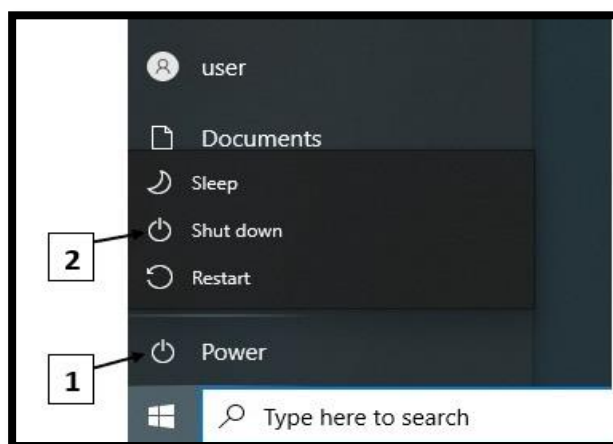 user
Documents
Sleep
2
Shut down
Restart
1
Power
Type here to search